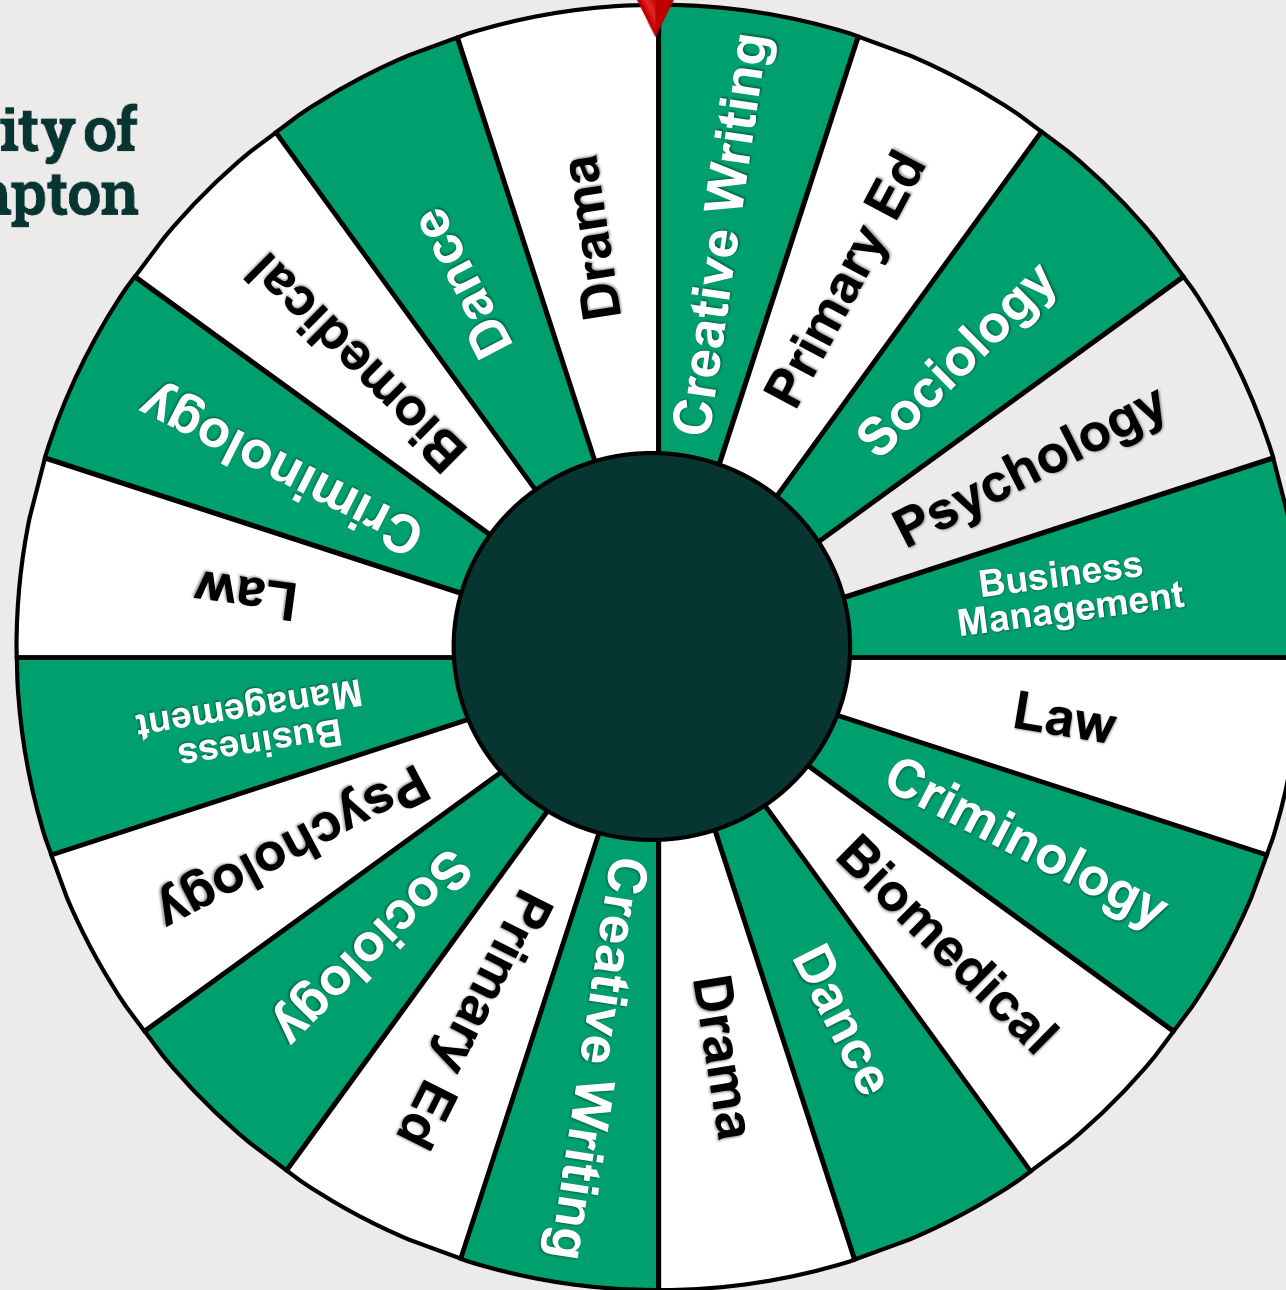 ity of
mpton
Creative Writing
Primary Ed
Sociology
Psychology
Business
Management
Law
Criminology
Biomedical
Dance
Drama
Creative Writing
Primary Ed
Sociology
Psychology
Business
Management
Law
Criminology
Biomedical
Dance
Drama